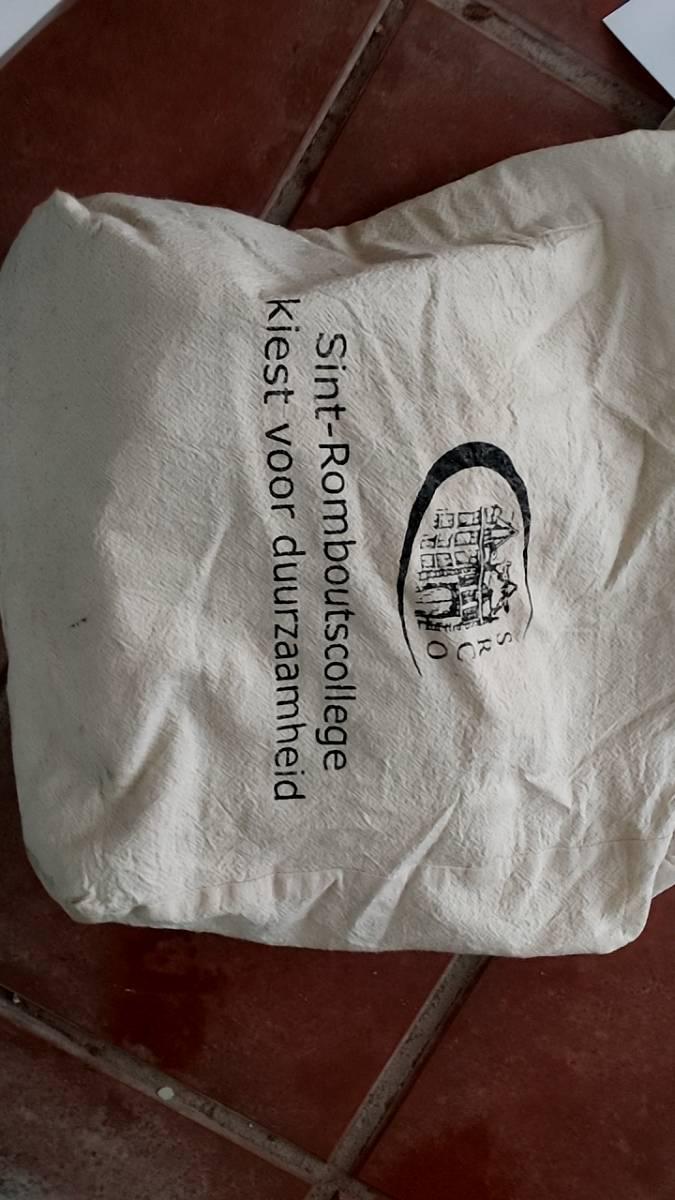 S
R
C
O
Sint-Romboutscollege
kiest voor duurzaamheid